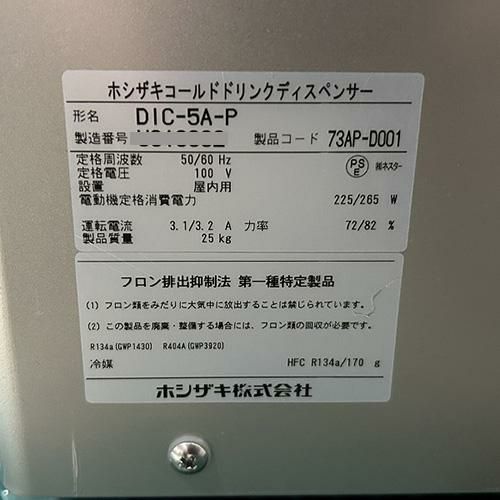 ホシザキコールドドリンクディスペンサー
形名 DIC-5A-P
製造番号 製品コード 73AP-D001
定格周波数 50/60 Hz PSE ㈱ネスター
定格電圧 100 V
設置 屋内用
電動機定格消費電力 225/265 W
運転電流 3.1/3.2 A 力率 72/82 %
製品質量 25 kg
フロン排出抑制法 第一種特定製品
(1) フロン類をみだりに大気中に放出することは禁じられています。
(2) この製品を廃棄・整備する場合には、フロン類の回収が必要です。
R134a(GWP1430) R404A(GWP3920)
冷媒 HFC R134a/170 g
ホシザキ株式会社